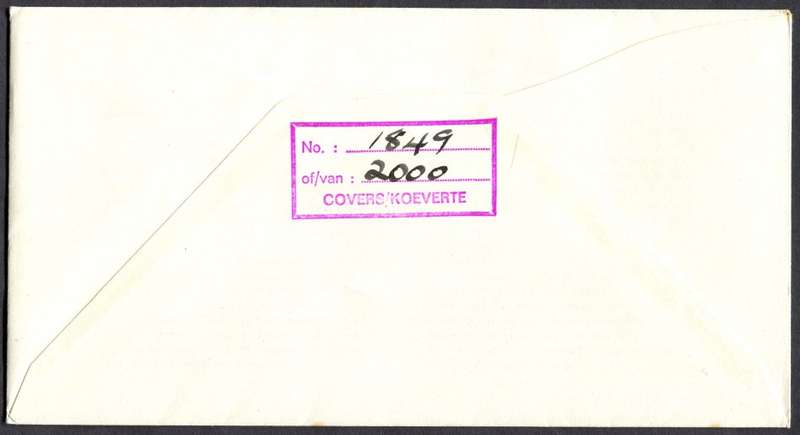 No. : 1849
of/van : 2000
COVERS/KOEVERTE